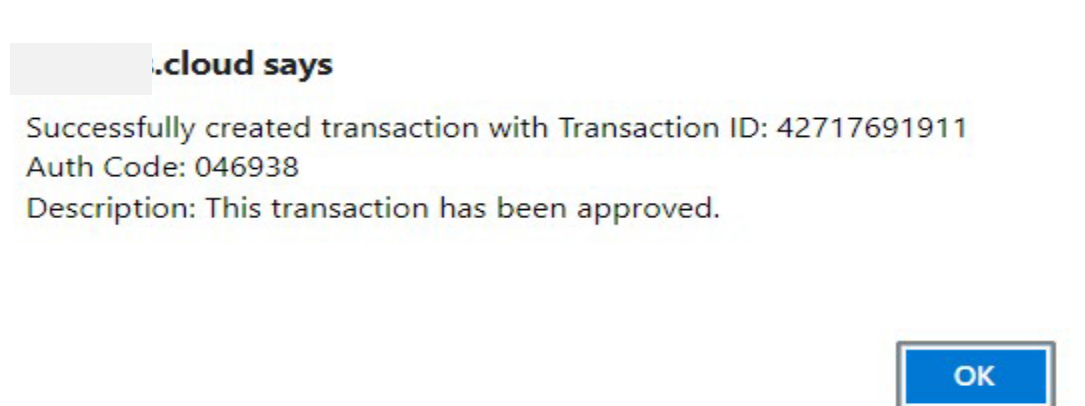 .cloud says
Successfully created transaction with Transaction ID: 42717691911
Auth Code: 046938
Description: This transaction has been approved.
OK